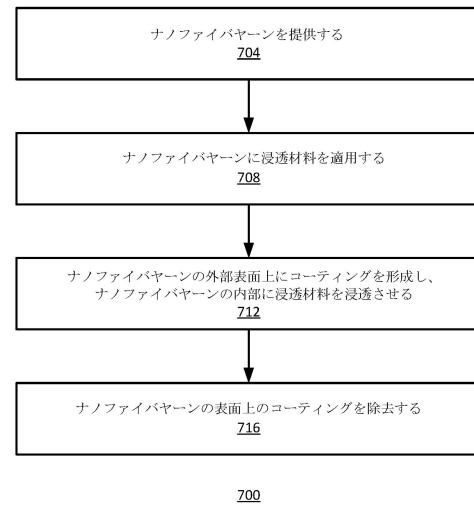 ナノファイバヤーンを提供する
704
ナノファイバヤーンに浸透材料を適用する
708
ナノファイバヤーンの外部表面上にコーティングを形成し、
ナノファイバヤーンの内部に浸透材料を浸透させる
712
ナノファイバヤーンの表面上のコーティングを除去する
716
700